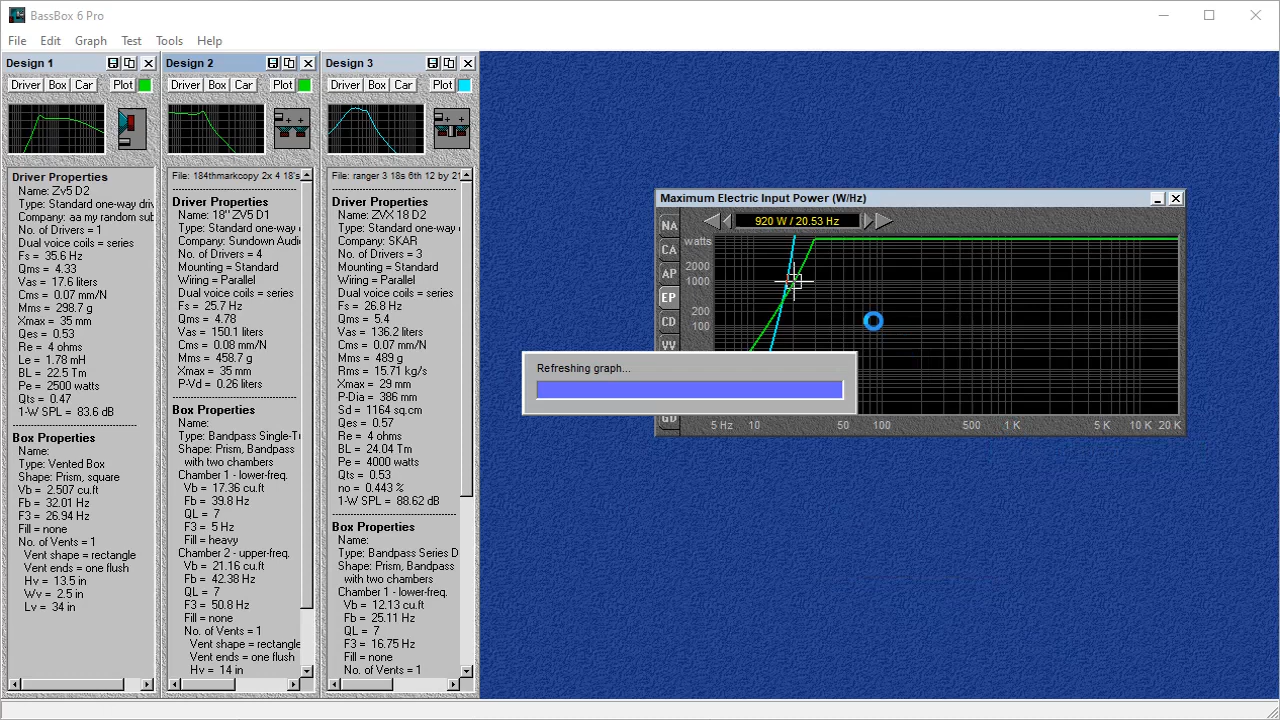 BassBox 6 Pro
File Edit Graph Test Tools Help
Design 1
Driver Box Car Plot
Driver Properties
Name: Zv5 D2
Type: Standard one-way driv
Company: aa my random sub
No. of Drivers = 1
Dual voice coils = series
Fs = 35.6 Hz
Qms = 4.33
Vas = 17.6 liters
Cms = 0.07 mm/N
Mms = 298.7 g
Xmax = 35 mm
Qes = 0.53
Re = 4 ohms
Le = 1.78 mH
BL = 22.5 Tm
Pe = 2500 watts
Qts = 0.47
1-W SPL = 83.6 dB
Box Properties
Name:
Type: Vented Box
Shape: Prism, square
Vb = 2.507 cu.ft
Fb = 32.01 Hz
F3 = 26.94 Hz
Fill = none
No. of Vents = 1
Vent shape = rectangle
Vent ends = one flush
Hv = 13.5 in
Wv = 2.5 in
Lv = 34 in
Design 2
Driver Box Car Plot
File: 184thmarkcopy 2x 4 18's
Driver Properties
Name: 18" ZV5 D1
Type: Standard one-way
Company: Sundown Audi
No. of Drivers = 4
Mounting = Standard
Wiring = Parallel
Dual voice coils = series
Fs = 25.7 Hz
Qms = 4.78
Vas = 150.1 liters
Cms = 0.08 mm/N
Mms = 458.7 g
Xmax = 35 mm
P-Vd = 0.26 liters
Box Properties
Name:
Type: Bandpass Single-Tu
Shape: Prism, Bandpass
with two chambers
Chamber 1 - lower-freq.
Vb = 17.36 cu.ft
Fb = 39.8 Hz
QL = 7
F3 = 5 Hz
Fill = heavy
Chamber 2 - upper-freq.
Vb = 21.16 cu.ft
Fb = 42.38 Hz
QL = 7
F3 = 50.8 Hz
Fill = none
No. of Vents = 1
Vent shape = rectangle
Vent ends = one flush
Hv = 14 in
Design 3
Driver Box Car Plot
File: ranger 3 18s 6th 12 by 21
Driver Properties
Name: ZVX 18 D2
Type: Standard one-way
Company: SKAR
No. of Drivers = 3
Mounting = Standard
Wiring = Parallel
Dual voice coils = series
Fs = 26.8 Hz
Qms = 5.4
Vas = 136.2 liters
Cms = 0.07 mm/N
Mms = 489 g
Rms = 15.71 kg/s
Xmax = 29 mm
P-Dia = 386 mm
Sd = 1164 sq.cm
Qes = 0.57
Re = 4 ohms
BL = 24.04 Tm
Pe = 4000 watts
Qts = 0.53
no = 0.443 %
1-W SPL = 88.62 dB
Box Properties
Name:
Type: Bandpass Series D
Shape: Prism, Bandpass
with two chambers
Chamber 1 - lower-freq.
Vb = 12.13 cu.ft
Fb = 25.11 Hz
QL = 7
F3 = 16.75 Hz
Fill = none
No. of Vents = 1
Maximum Electric Input Power (W/Hz)
920 W / 20.53 Hz
NA
CA
AP
EP
CD
VV
GD
watts
2000
1000
200
100
5 Hz 10 50 100 500 1 K 5 K 10 K 20 K
Refreshing graph...